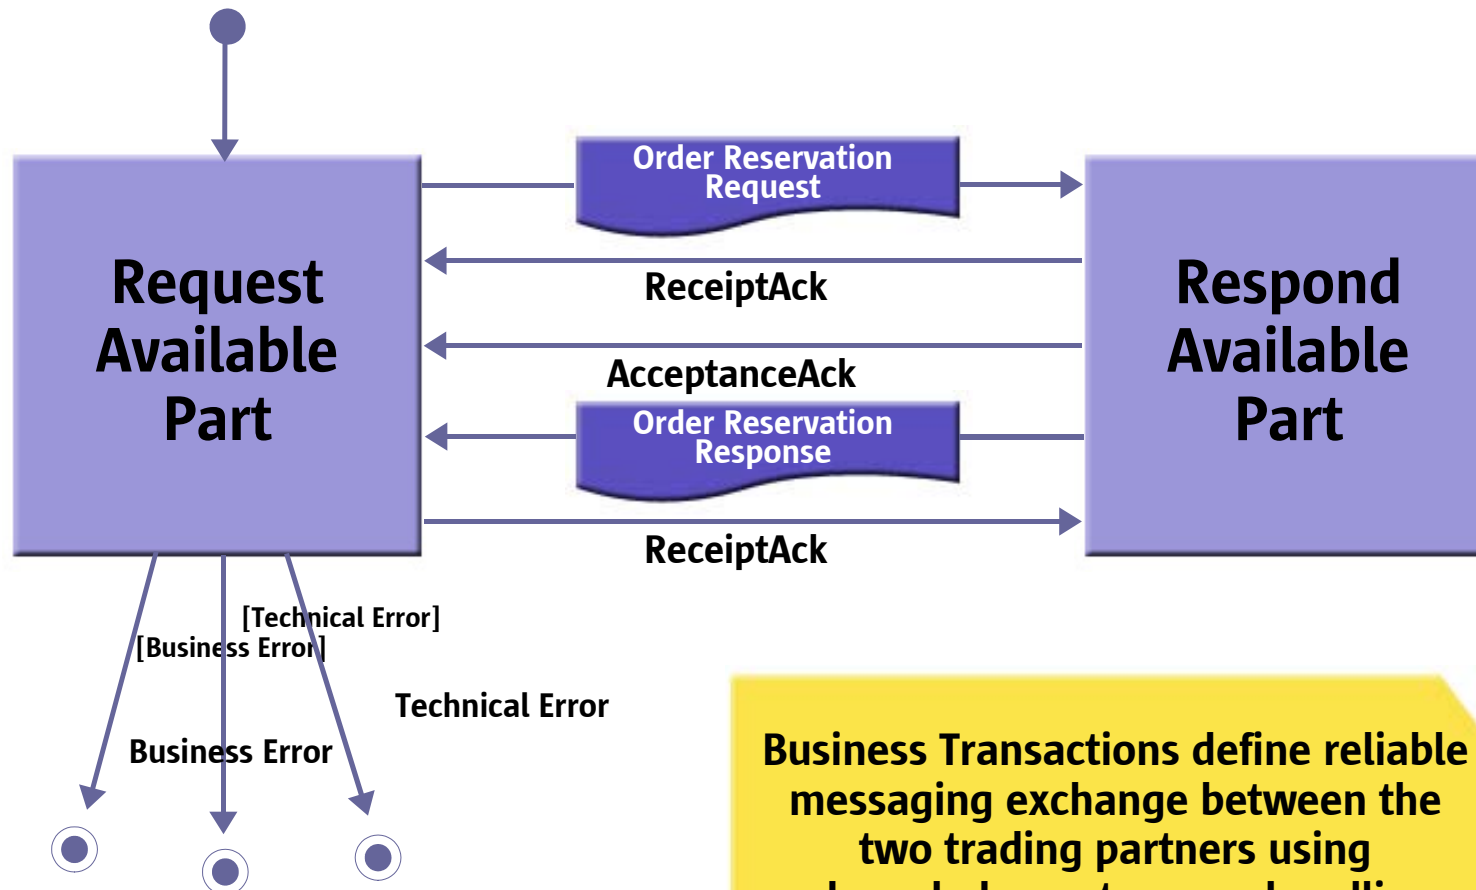 Order Reservation
Request
Request
Available
Part
ReceiptAck
AcceptanceAck
Order Reservation
Response
ReceiptAck
Respond
Available
Part
[Technical Error]
[Business Error]
Technical Error
Business Error
Business Transactions define reliable
messaging exchange between the
two trading partners using